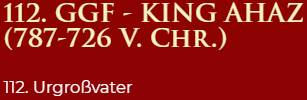 112. GGF - KING AHAZ
(787-726 V. CHR.)
112. Urgroßvater